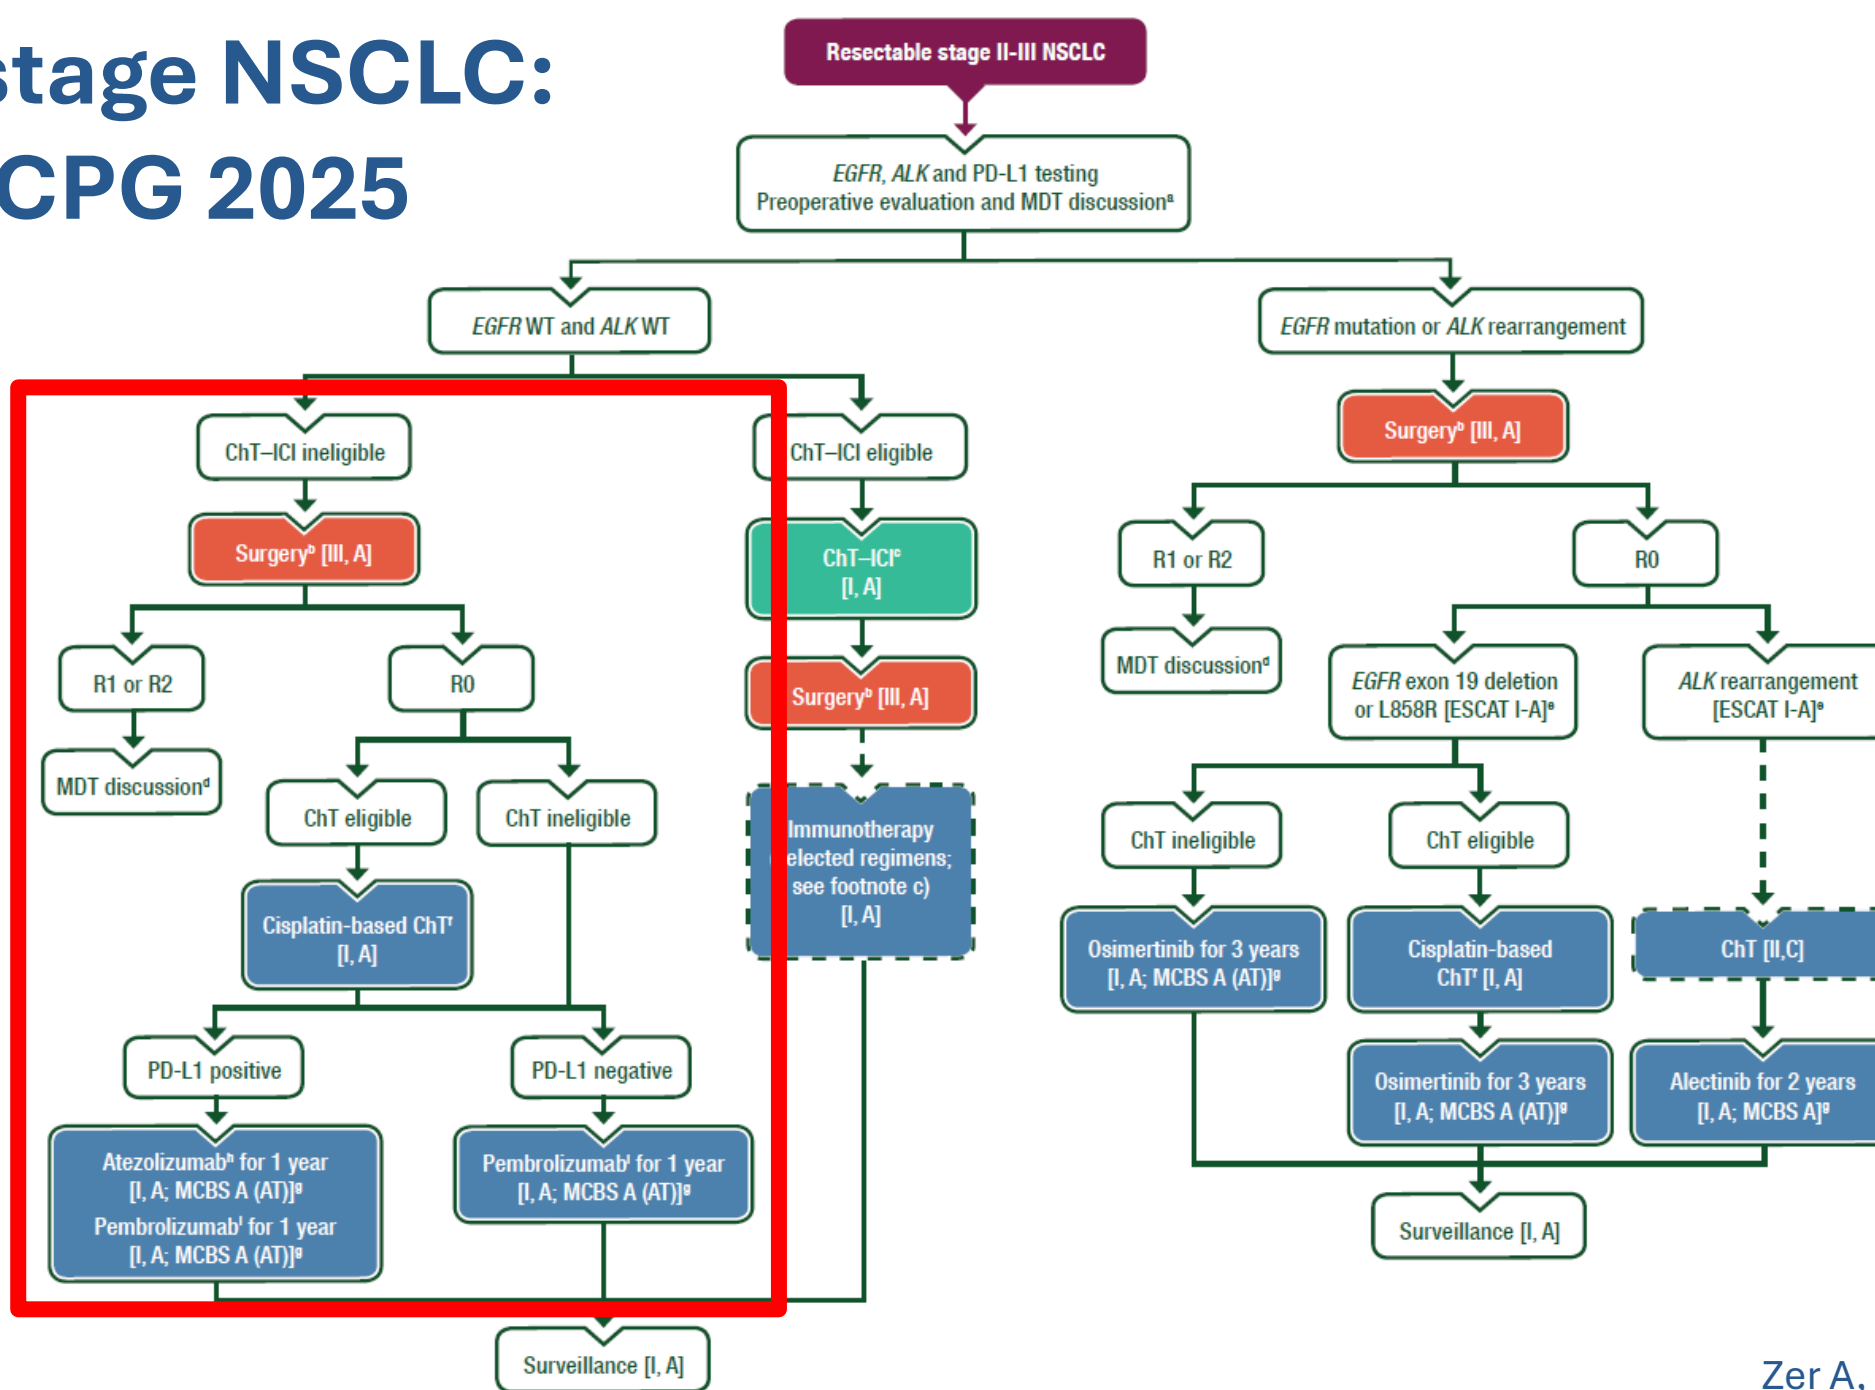 stage NSCLC:
CPG 2025
Resectable stage II-III NSCLC
EGFR, ALK and PD-L1 testing
Preoperative evaluation and MDT discussionᵃ
EGFR WT and ALK WT
EGFR mutation or ALK rearrangement
ChT–ICI ineligible
ChT–ICI eligible
Surgeryᵇ [III, A]
Surgeryᵇ [III, A]
ChT–ICIᶜ
[I, A]
Surgeryᵇ [III, A]
R1 or R2
R0
R1 or R2
R0
MDT discussionᵈ
MDT discussionᵈ
EGFR exon 19 deletion
or L858R [ESCAT I-A]ᵉ
ALK rearrangement
[ESCAT I-A]ᵉ
ChT eligible
ChT ineligible
Immunotherapy
elected regimens;
see footnote c)
[I, A]
ChT ineligible
ChT eligible
Cisplatin-based ChTᶠ
[I, A]
Osimertinib for 3 years
[I, A; MCBS A (AT)]ᵍ
Cisplatin-based
ChTᶠ [I, A]
ChT [II,C]
PD-L1 positive
PD-L1 negative
Osimertinib for 3 years
[I, A; MCBS A (AT)]ᵍ
Alectinib for 2 years
[I, A; MCBS A]ᵍ
Atezolizumabʰ for 1 year
[I, A; MCBS A (AT)]ᵍ
Pembrolizumabⁱ for 1 year
[I, A; MCBS A (AT)]ᵍ
Pembrolizumabⁱ for 1 year
[I, A; MCBS A (AT)]ᵍ
Surveillance [I, A]
Surveillance [I, A]
Zer A,